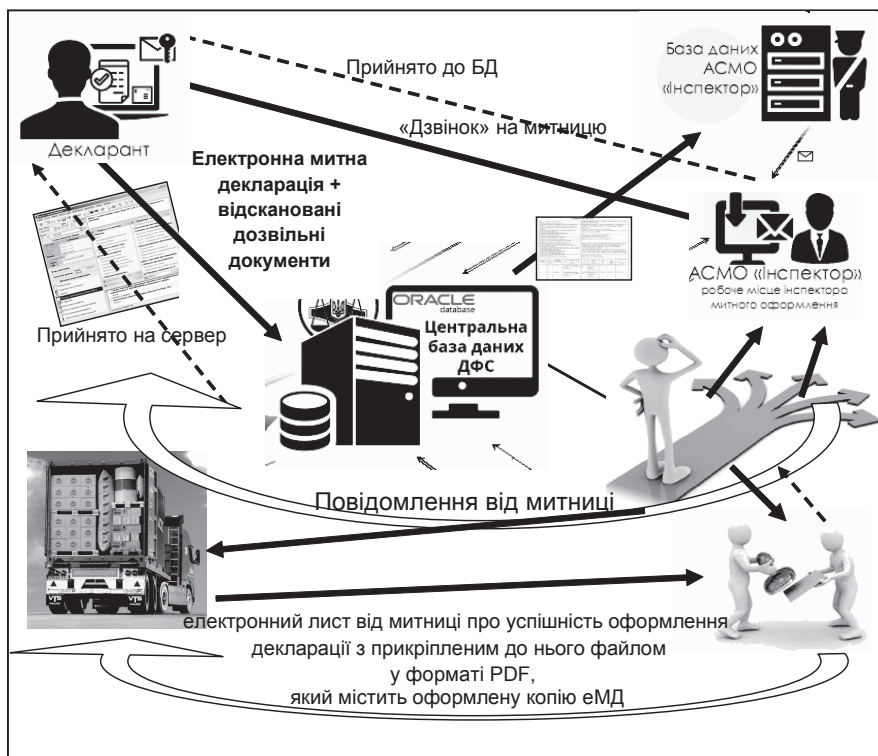 Прийнято до БД
База даних
АСМО
«Інспектор»
«Дзвінок» на митницю
Декларант
Електронна митна
декларація +
відскановані
дозвільні
документи
АСМО «Інспектор»
робоче місце інспектора
митного оформлення
Прийнято на сервер
ORACLE
database
Центральна
база даних
ДФС
Повідомлення від митниці
електронний лист від митниці про успішність оформлення
декларації з прикріпленим до нього файлом
у форматі PDF,
який містить оформлену копію еМД